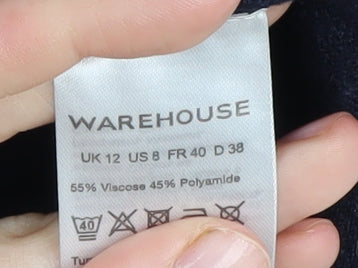 WAREHOUSE
UK 12 US 8 FR 40 D 38
55% Viscose 45% Polyamide
40